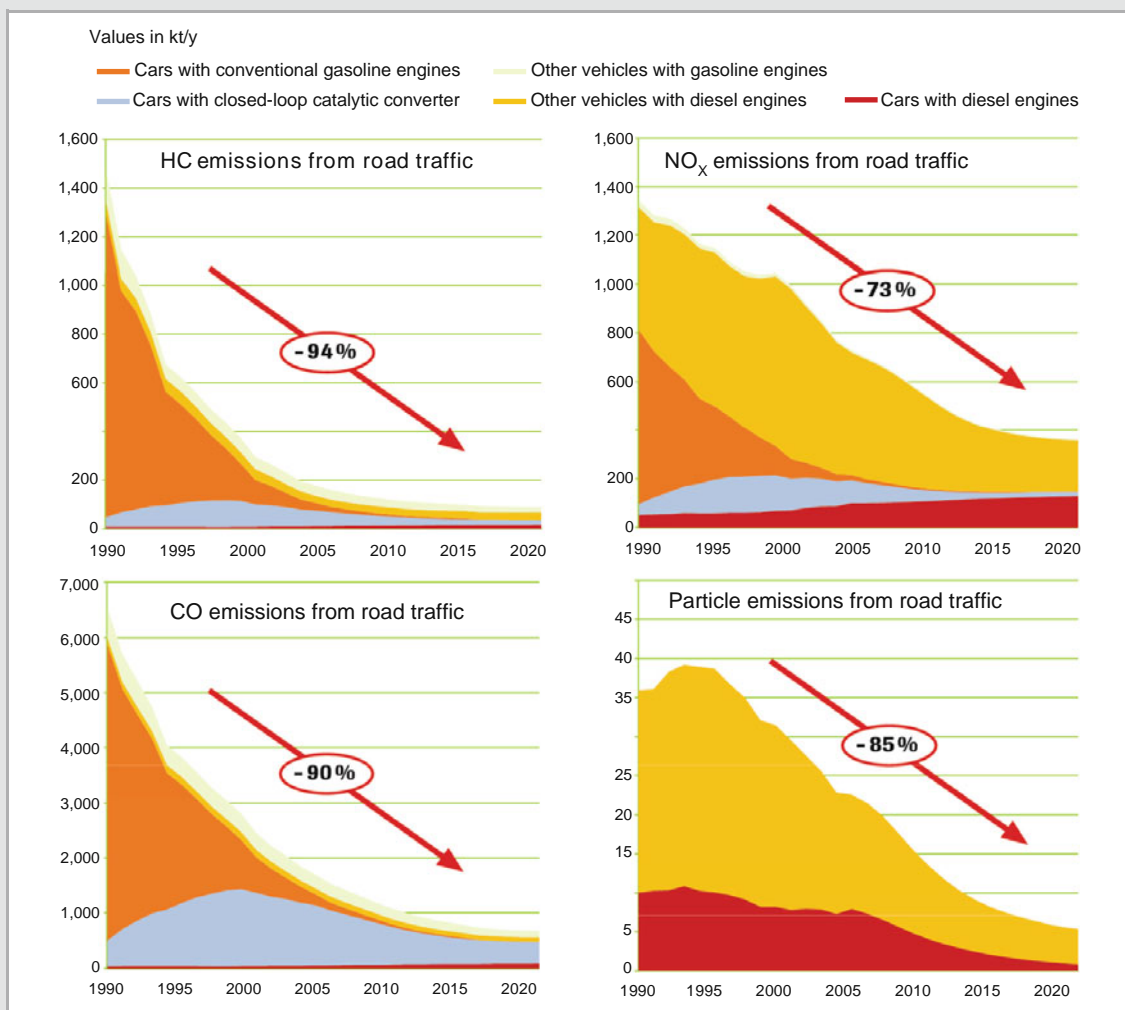 Values in kt/y
Cars with conventional gasoline engines
Other vehicles with gasoline engines
Cars with closed-loop catalytic converter
Other vehicles with diesel engines
Cars with diesel engines
HC emissions from road traffic
1,600
1,400
1,200
1,000
800
600
200
0
-94%
1990 1995 2000 2005 2010 2015 2020
NOX emissions from road traffic
1,600
1,400
1,200
1,000
800
600
200
0
-73%
1990 1995 2000 2005 2010 2015 2020
CO emissions from road traffic
7,000
6,000
5,000
4,000
3,000
2,000
1,000
0
-90%
1990 1995 2000 2005 2010 2015 2020
Particle emissions from road traffic
45
40
35
25
20
15
5
0
-85%
1990 1995 2000 2005 2010 2015 2020